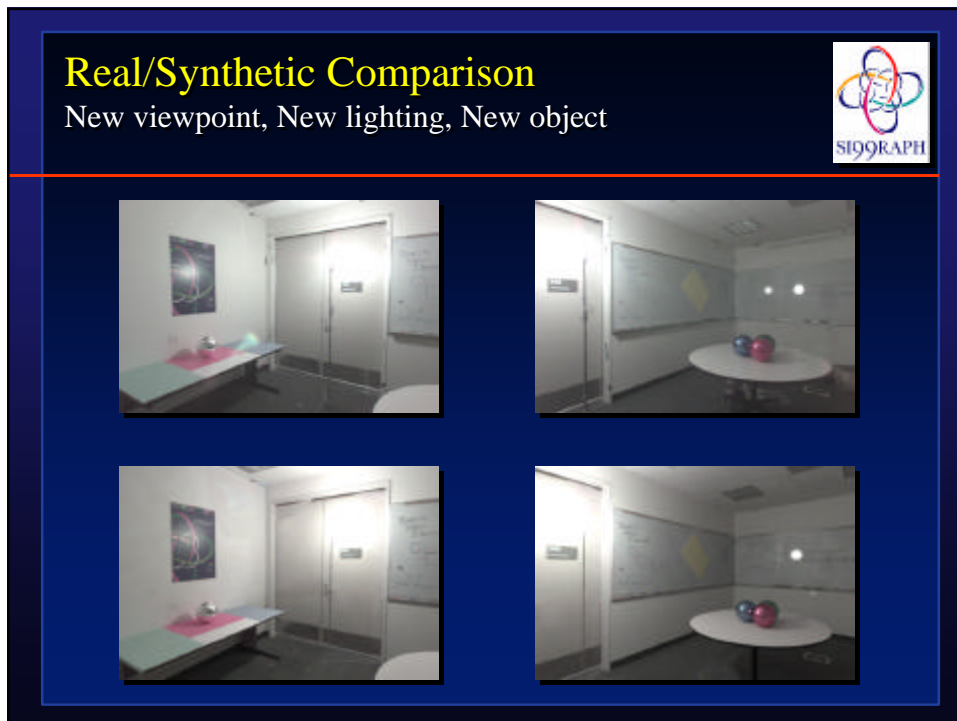 Real/Synthetic Comparison
New viewpoint, New lighting, New object
SI99RAPH